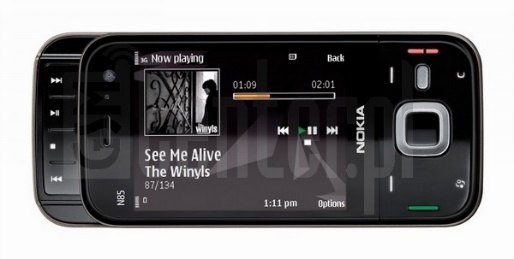 3G Now playing
Back
01:09 02:01
Winyls
See Me Alive
The Winyls
87/134
1:11 pm
Options
NOKIA
N85